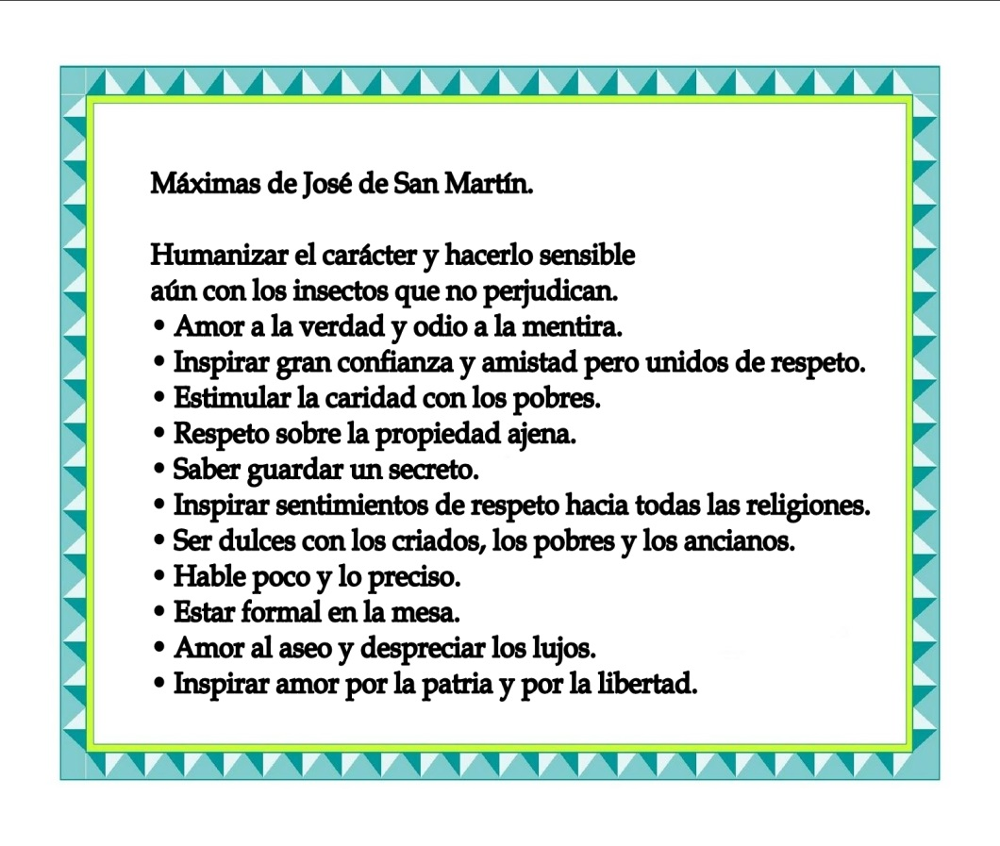 Máximas de José de San Martín.
Humanizar el carácter y hacerlo sensible
aún con los insectos que no perjudican.
• Amor a la verdad y odio a la mentira.
• Inspirar gran confianza y amistad pero unidos de respeto.
• Estimular la caridad con los pobres.
• Respeto sobre la propiedad ajena.
• Saber guardar un secreto.
• Inspirar sentimientos de respeto hacia todas las religiones.
• Ser dulces con los criados, los pobres y los ancianos.
• Hable poco y lo preciso.
• Estar formal en la mesa.
• Amor al aseo y despreciar los lujos.
• Inspirar amor por la patria y por la libertad.